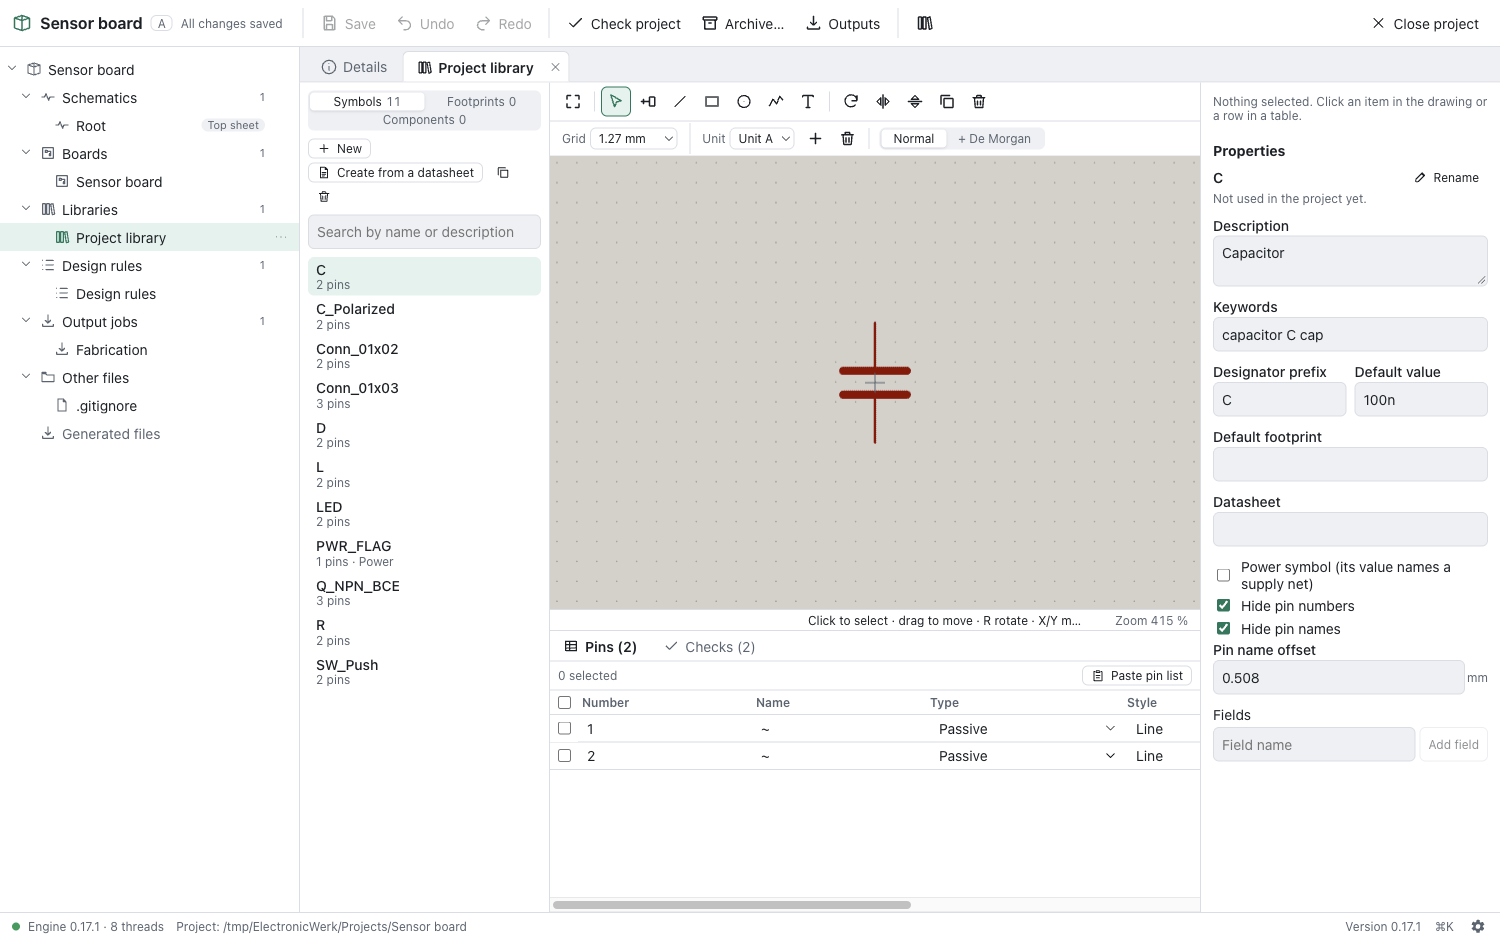 Sensor board A All changes saved Save Undo Redo Check project Archive... Outputs Close project
Sensor board
Schematics 1
Root Top sheet
Boards 1
Sensor board
Libraries 1
Project library ...
Design rules 1
Design rules
Output jobs 1
Fabrication
Other files
.gitignore
Generated files
Details Project library
Symbols 11 Footprints 0
Components 0
New
Create from a datasheet
Search by name or description
C
2 pins
C_Polarized
2 pins
Conn_01x02
2 pins
Conn_01x03
3 pins
D
2 pins
L
2 pins
LED
2 pins
PWR_FLAG
1 pins · Power
Q_NPN_BCE
3 pins
R
2 pins
SW_Push
2 pins
Grid 1.27 mm Unit Unit A Normal + De Morgan
Click to select · drag to move · R rotate · X/Y m... Zoom 415 %
Pins (2) Checks (2)
0 selected Paste pin list
Number Name Type Style
1 ~ Passive Line
2 ~ Passive Line
Nothing selected. Click an item in the drawing or
a row in a table.
Properties
C Rename
Not used in the project yet.
Description
Capacitor
Keywords
capacitor C cap
Designator prefix Default value
C 100n
Default footprint
Datasheet
Power symbol (its value names a
supply net)
Hide pin numbers
Hide pin names
Pin name offset
0.508 mm
Fields
Field name Add field
Engine 0.17.1 · 8 threads Project: /tmp/ElectronicWerk/Projects/Sensor board Version 0.17.1 ⌘K